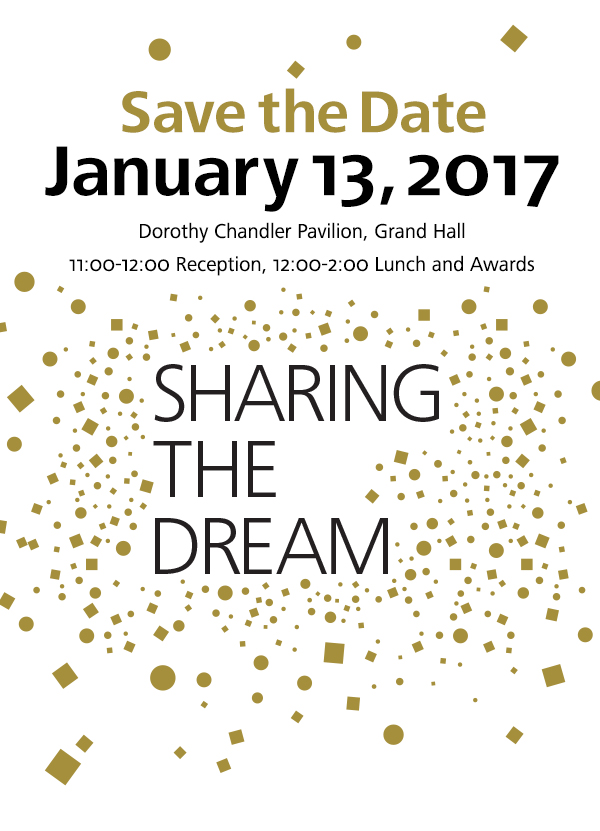 Save the Date
January 13, 2017
Dorothy Chandler Pavilion, Grand Hall
11:00-12:00 Reception, 12:00-2:00 Lunch and Awards
SHARING
THE
DREAM